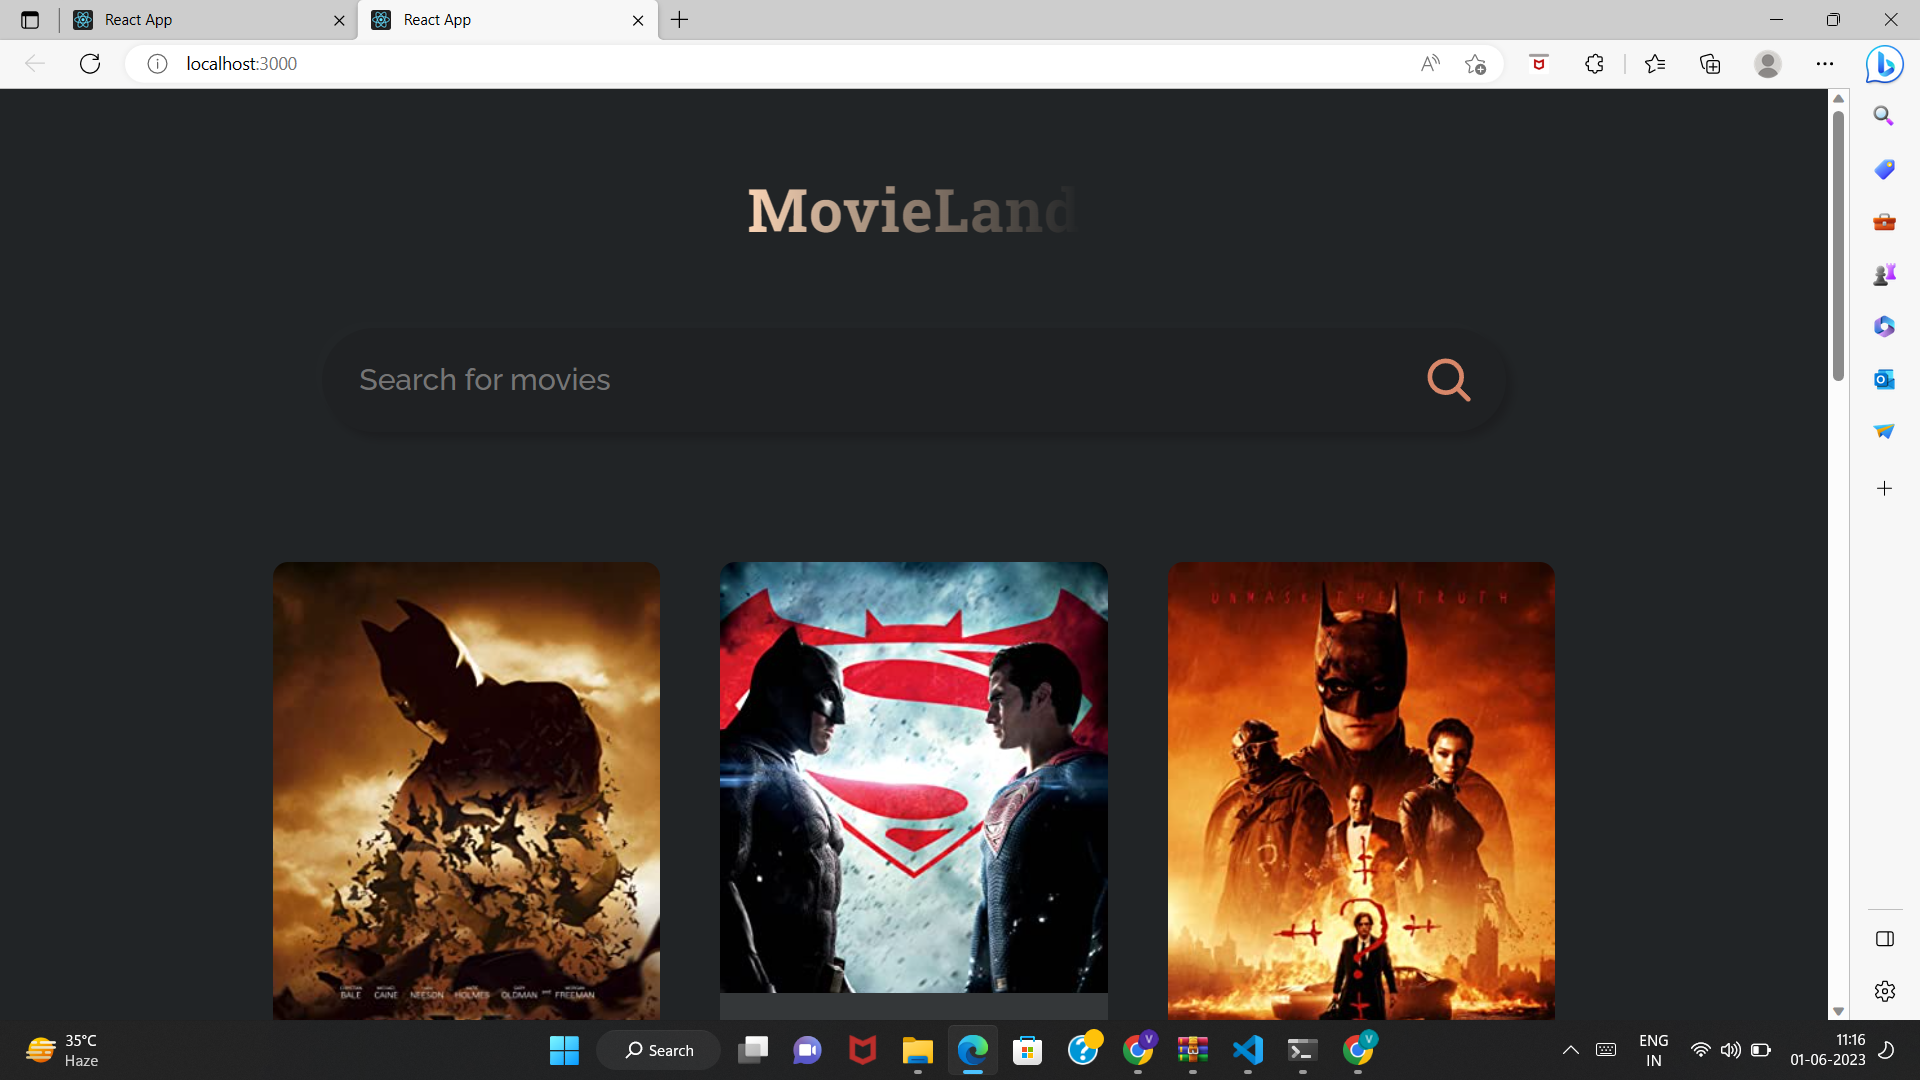 React App
React App
localhost:3000
MovieLand
Search for movies
UNMASK THE TRUTH
BALE CAINE NEESON HOLMES OLDMAN AND FREEMAN
35°C
Haze
Search
V
V
ENG
IN
11:16
01-06-2023